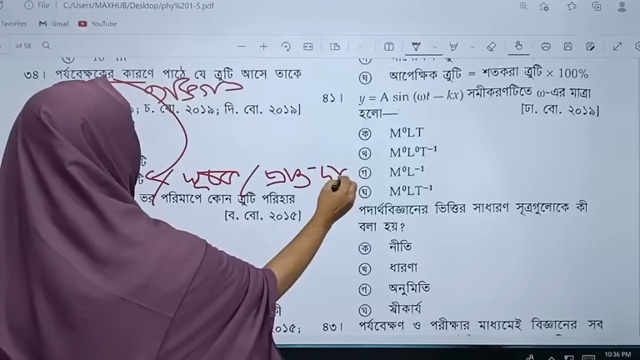 File
C:/Users/MAXHUB/Desktop/phy%201-5.pdf
favorites
Gmail
YouTube
of 58
৩৪। পর্যবেক্ষকের কারণে পাঠে যে ত্রুটি আসে তাকে
চ. বো. ২০১৯; দি. বো. ২০১৯]
ভর পরিমাপে কোন ত্রুটি পরিহার
[ব. বো. ২০১৫]
২০১৫;
ঘ আপেক্ষিক ত্রুটি = শতকরা ত্রুটি × 100%
৪১। y = A sin (ωt – kx) সমীকরণটিতে ω-এর মাত্রা
হলো—
[ঢা. বো. ২০১৯]
ক M⁰LT
খ M⁰L⁰T⁻¹
গ M⁰L⁻¹
ঘ M⁰LT⁻¹
পদার্থবিজ্ঞানের ভিত্তির সাধারণ সূত্রগুলোকে কী
বলা হয়?
ক নীতি
খ ধারণা
গ অনুমিতি
ঘ স্বীকার্য
৪৩। পর্যবেক্ষণ ও পরীক্ষার মাধ্যমেই বিজ্ঞানের সব
10:36 PM